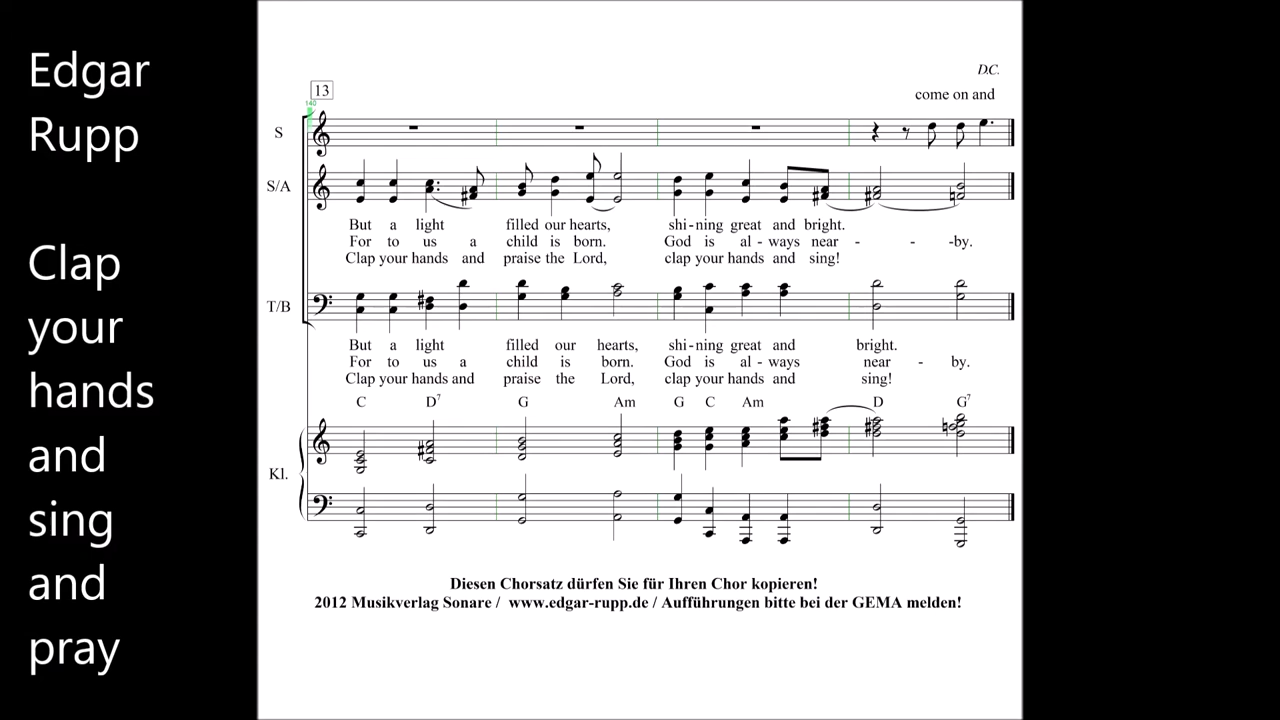 Edgar
Rupp
Clap
your
hands
and
sing
and
pray
D.C.
13
come on and
140
S
S/A
But a light filled our hearts, shi-ning great and bright.
For to us a child is born. God is al-ways near - - -by.
Clap your hands and praise the Lord, clap your hands and sing!
T/B
But a light filled our hearts, shi-ning great and bright.
For to us a child is born. God is al-ways near - by.
Clap your hands and praise the Lord, clap your hands and sing!
C D7 G Am G C Am D G7
Kl.
Diesen Chorsatz dürfen Sie für Ihren Chor kopieren!
2012 Musikverlag Sonare / www.edgar-rupp.de / Aufführungen bitte bei der GEMA melden!